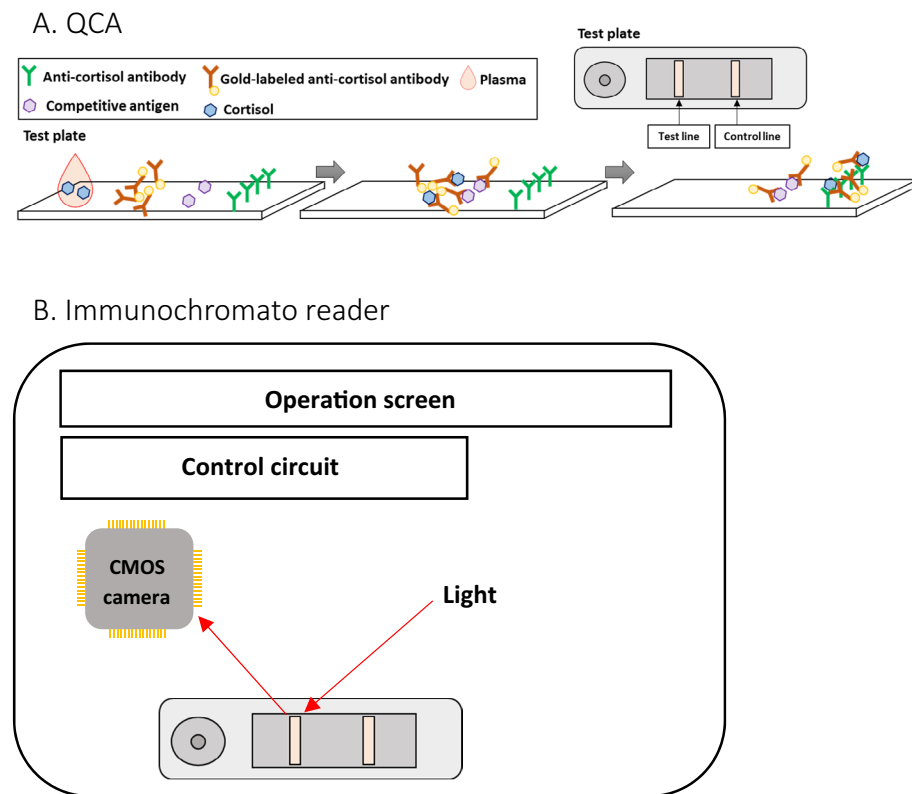 A. QCA
Test plate
Anti-cortisol antibody
Gold-labeled anti-cortisol antibody
Plasma
Competitive antigen
Cortisol
Test plate
Test line
Control line
B. Immunochromato reader
Operation screen
Control circuit
CMOS
camera
Light